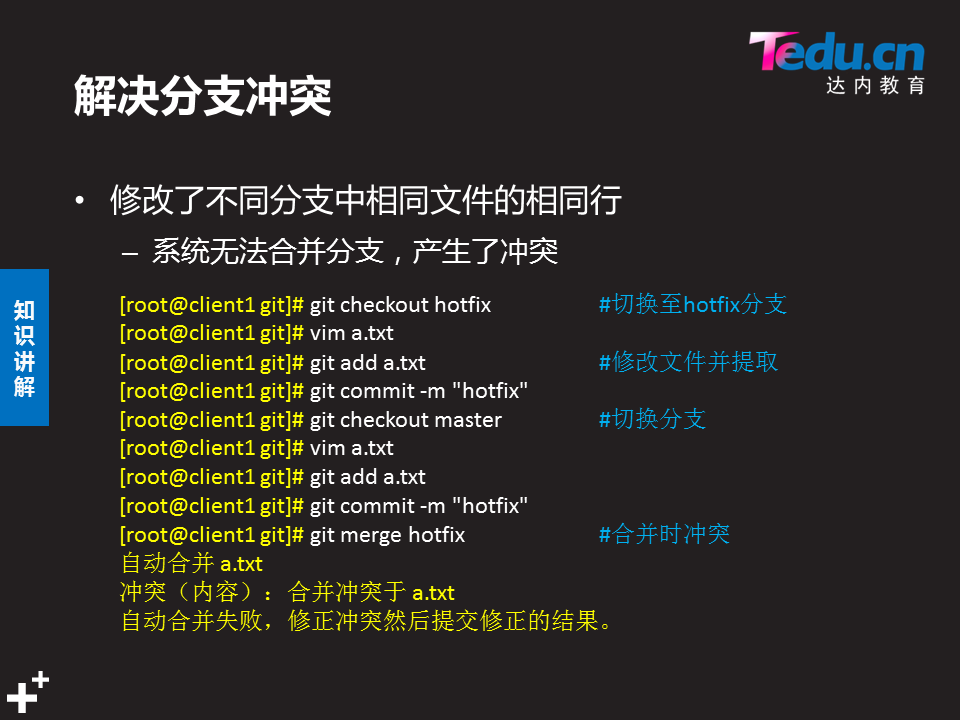 Tedu.cn
达内教育
解决分支冲突
• 修改了不同分支中相同文件的相同行
– 系统无法合并分支，产生了冲突
知识讲解
[root@client1 git]# git checkout hotfix #切换至hotfix分支
[root@client1 git]# vim a.txt
[root@client1 git]# git add a.txt #修改文件并提取
[root@client1 git]# git commit -m "hotfix"
[root@client1 git]# git checkout master #切换分支
[root@client1 git]# vim a.txt
[root@client1 git]# git add a.txt
[root@client1 git]# git commit -m "hotfix"
[root@client1 git]# git merge hotfix #合并时冲突
自动合并 a.txt
冲突（内容）：合并冲突于 a.txt
自动合并失败，修正冲突然后提交修正的结果。